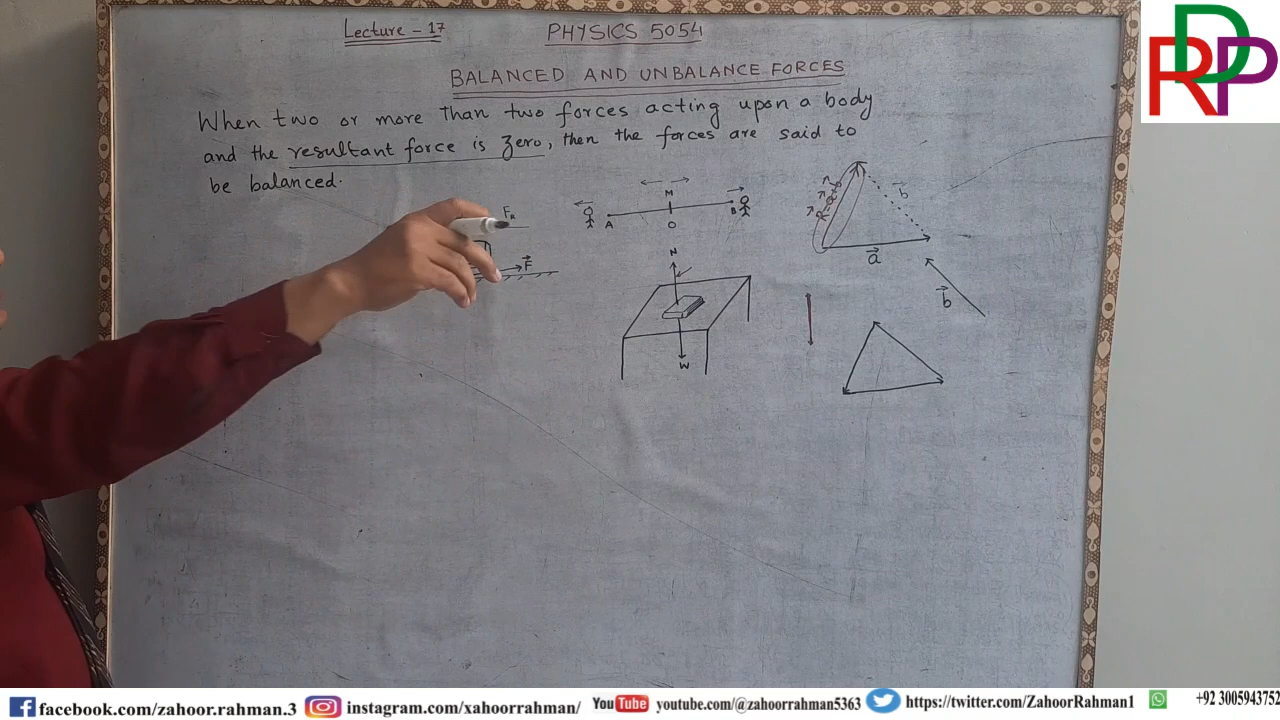 Lecture - 17
PHYSICS 5054
BALANCED AND UNBALANCE FORCES
When two or more than two forces acting upon a body
and the resultant force is zero, then the forces are said to
be balanced.
M
A
O
B
F
N
W
a
b
b
RDDP
facebook.com/zahoor.rahman.3
instagram.com/xahoorrahman/
YouTube youtube.com/@zahoorrahman5363
https://twitter.com/ZahoorRahman1
+92 3005943752